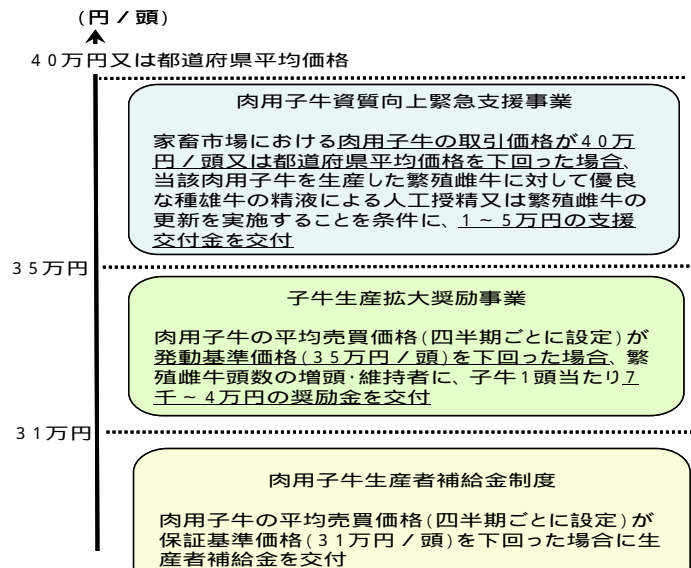 (円／頭)
４０万円又は都道府県平均価格
肉用子牛資質向上緊急支援事業
家畜市場における肉用子牛の取引価格が４０万
円／頭又は都道府県平均価格を下回った場合、
当該肉用子牛を生産した繁殖雌牛に対して優良
な種雄牛の精液による人工授精又は繁殖雌牛の
更新を実施することを条件に、１～５万円の支援
交付金を交付
３５万円
子牛生産拡大奨励事業
肉用子牛の平均売買価格(四半期ごとに設定)が
発動基準価格(３５万円／頭)を下回った場合、繁
殖雌牛頭数の増頭･維持者に、子牛１頭当たり７
千～４万円の奨励金を交付
３１万円
肉用子牛生産者補給金制度
肉用子牛の平均売買価格(四半期ごとに設定)が
保証基準価格(３１万円／頭)を下回った場合に生
産者補給金を交付